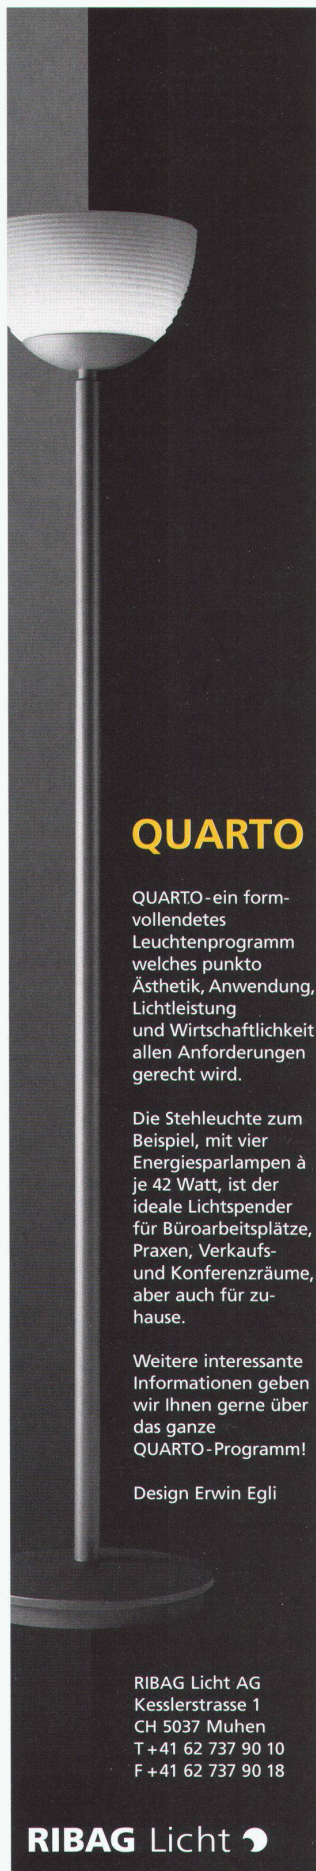 QUARTO
QUARTO-ein form-
vollendetes
Leuchtenprogramm
welches punkto
Ästhetik, Anwendung,
Lichtleistung
und Wirtschaftlichkeit
allen Anforderungen
gerecht wird.
Die Stehleuchte zum
Beispiel, mit vier
Energiesparlampen à
je 42 Watt, ist der
ideale Lichtspender
für Büroarbeitsplätze,
Praxen, Verkaufs-
und Konferenzräume,
aber auch für zu-
hause.
Weitere interessante
Informationen geben
wir Ihnen gerne über
das ganze
QUARTO-Programm!
Design Erwin Egli
RIBAG Licht AG
Kesslerstrasse 1
CH 5037 Muhen
T +41 62 737 90 10
F +41 62 737 90 18
RIBAG Licht